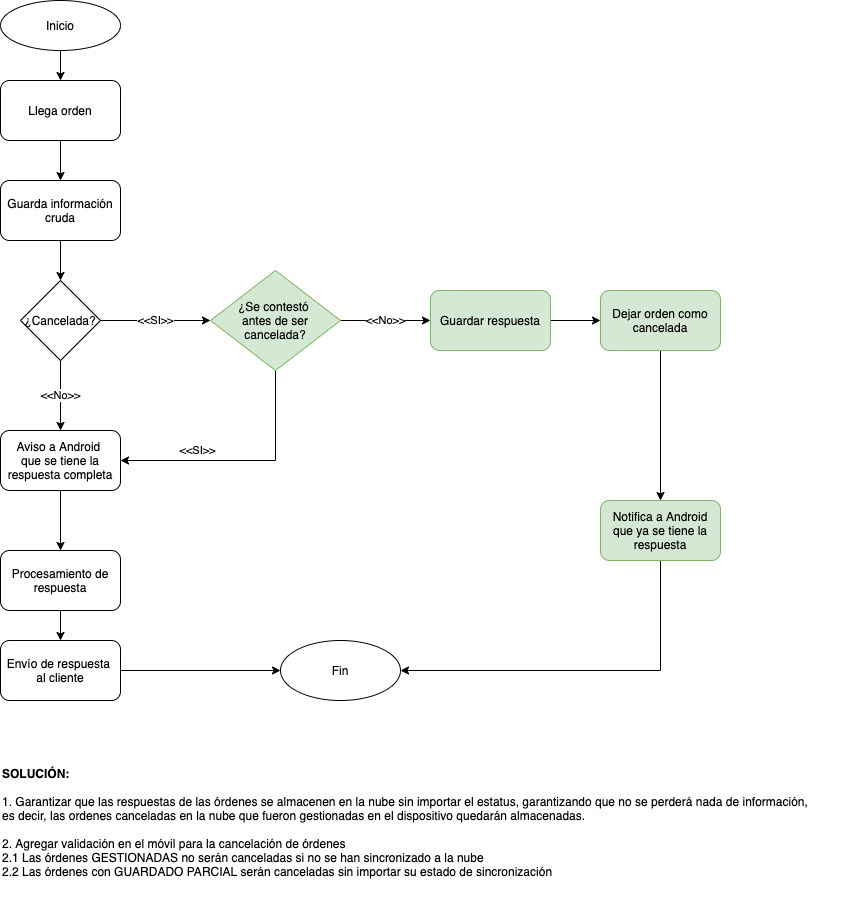 Inicio
Llega orden
Guarda información
cruda
¿Cancelada?
<<SI>>
¿Se contestó
antes de ser
cancelada?
<<No>>
Guardar respuesta
Dejar orden como
cancelada
<<No>>
<<SI>>
Aviso a Android
que se tiene la
respuesta completa
Notifica a Android
que ya se tiene la
respuesta
Procesamiento de
respuesta
Envío de respuesta
al cliente
Fin
SOLUCIÓN:
1. Garantizar que las respuestas de las órdenes se almacenen en la nube sin importar el estatus, garantizando que no se perderá nada de información,
es decir, las ordenes canceladas en la nube que fueron gestionadas en el dispositivo quedarán almacenadas.
2. Agregar validación en el móvil para la cancelación de órdenes
2.1 Las órdenes GESTIONADAS no serán canceladas si no se han sincronizado a la nube
2.2 Las órdenes con GUARDADO PARCIAL serán canceladas sin importar su estado de sincronización